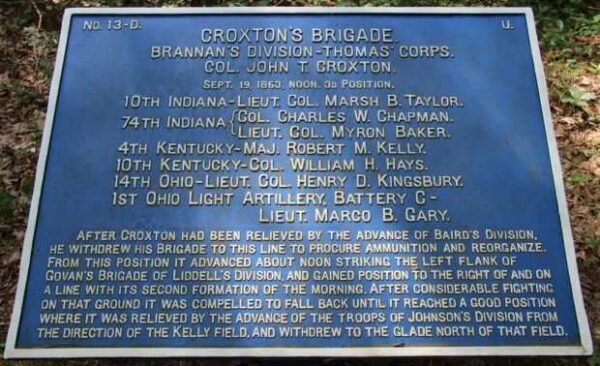 No. 13-D. U.
CROXTON'S BRIGADE.
BRANNAN'S DIVISION-THOMAS' CORPS.
COL. JOHN T. CROXTON.
SEPT. 19, 1863, NOON. 3D POSITION.
10TH INDIANA-LIEUT. COL. MARSH B. TAYLOR.
74TH INDIANA {COL. CHARLES W. CHAPMAN.
LIEUT. COL. MYRON BAKER.
4TH KENTUCKY-MAJ. ROBERT M. KELLY.
10TH KENTUCKY-COL. WILLIAM H. HAYS.
14TH OHIO-LIEUT. COL. HENRY D. KINGSBURY.
1ST OHIO LIGHT ARTILLERY, BATTERY C-
LIEUT. MARCO B. GARY.
AFTER CROXTON HAD BEEN RELIEVED BY THE ADVANCE OF BAIRD'S DIVISION,
HE WITHDREW HIS BRIGADE TO THIS LINE TO PROCURE AMMUNITION AND REORGANIZE.
FROM THIS POSITION IT ADVANCED ABOUT NOON STRIKING THE LEFT FLANK OF
GOVAN'S BRIGADE OF LIDDELL'S DIVISION, AND GAINED POSITION TO THE RIGHT OF AND ON
A LINE WITH ITS SECOND FORMATION OF THE MORNING. AFTER CONSIDERABLE FIGHTING
ON THAT GROUND IT WAS COMPELLED TO FALL BACK UNTIL IT REACHED A GOOD POSITION
WHERE IT WAS RELIEVED BY THE ADVANCE OF THE TROOPS OF JOHNSON'S DIVISION FROM
THE DIRECTION OF THE KELLY FIELD, AND WITHDREW TO THE GLADE NORTH OF THAT FIELD.